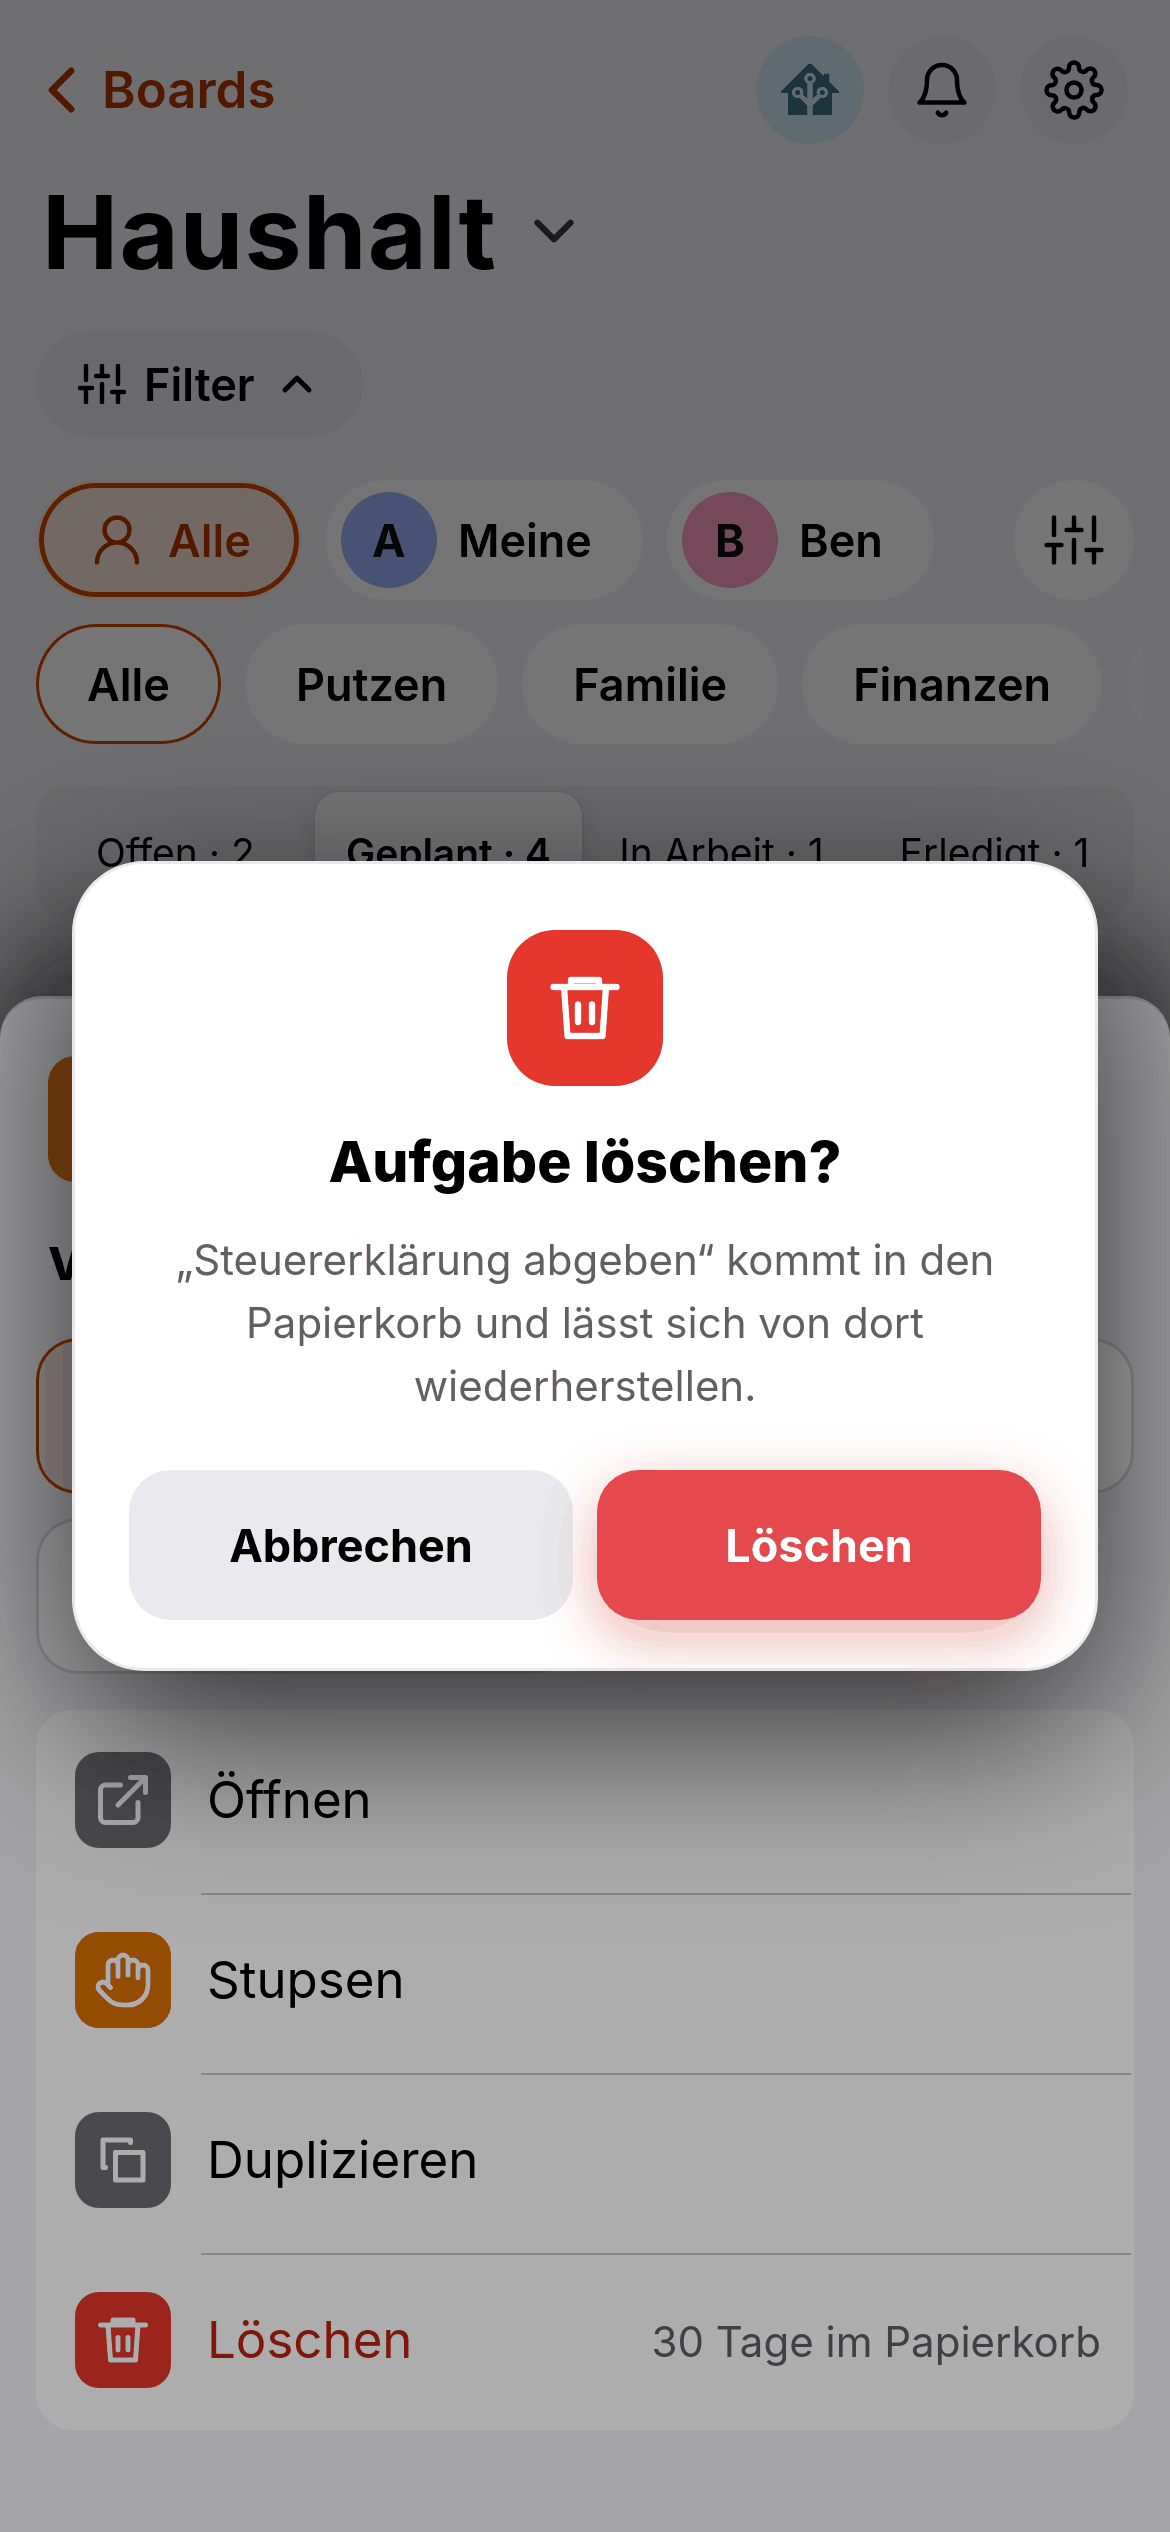 Boards
Haushalt
Filter
Alle
A Meine
B Ben
Alle
Putzen
Familie
Finanzen
Offen · 2
Geplant · 4
In Arbeit · 1
Erledigt · 1
Aufgabe löschen?
„Steuererklärung abgeben“ kommt in den
Papierkorb und lässt sich von dort
wiederherstellen.
Abbrechen
Löschen
Öffnen
Stupsen
Duplizieren
Löschen
30 Tage im Papierkorb